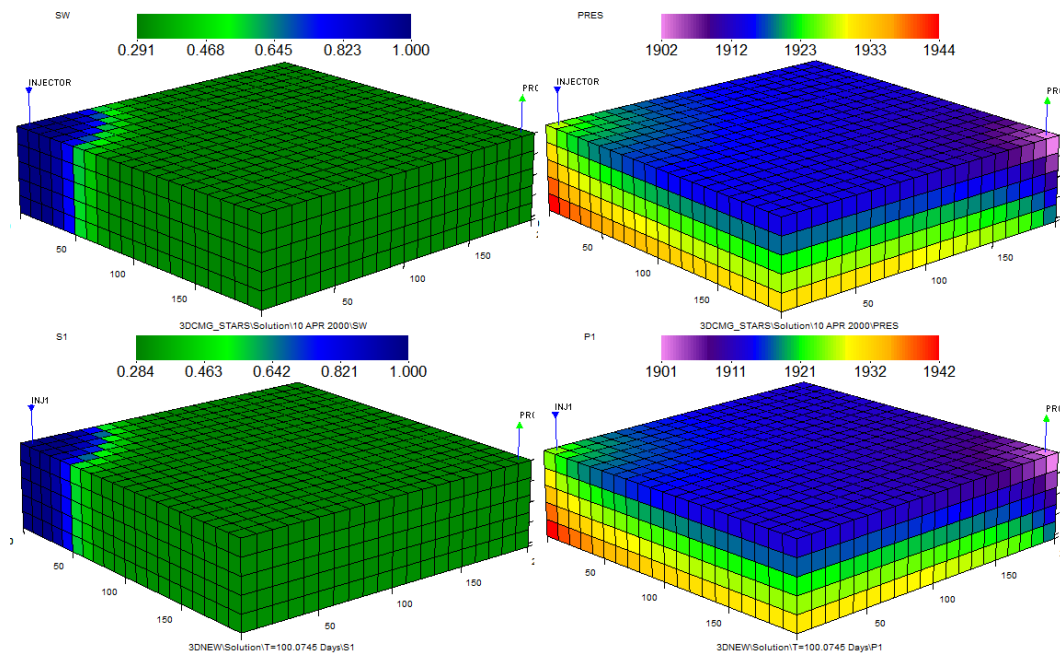 SW
0.291 0.468 0.645 0.823 1.000
INJECTOR
PRO
50
100
150
50
100
150
3DCMG_STARS\Solution\10 APR 2000\SW
PRES
1902 1912 1923 1933 1944
INJECTOR
PRO
50
100
150
50
100
150
3DCMG_STARS\Solution\10 APR 2000\PRES
S1
0.284 0.463 0.642 0.821 1.000
INJ1
PRO
50
100
150
50
100
150
3DNEW\Solution\T=100.0745 Days\S1
P1
1901 1911 1921 1932 1942
INJ1
PRO
50
100
150
50
100
150
3DNEW\Solution\T=100.0745 Days\P1